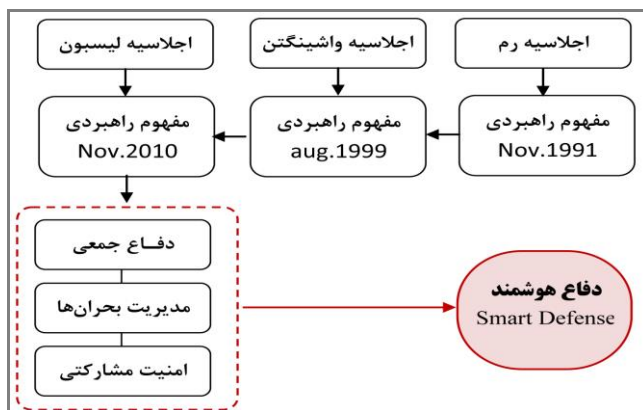 اجلاسیه رم
اجلاسیه واشینگتن
اجلاسیه لیسبون
مفهوم راهبردی
Nov.1991
مفهوم راهبردی
aug.1999
مفهوم راهبردی
Nov.2010
دفاع جمعی
مدیریت بحران‌ها
امنیت مشارکتی
دفاع هوشمند
Smart Defense